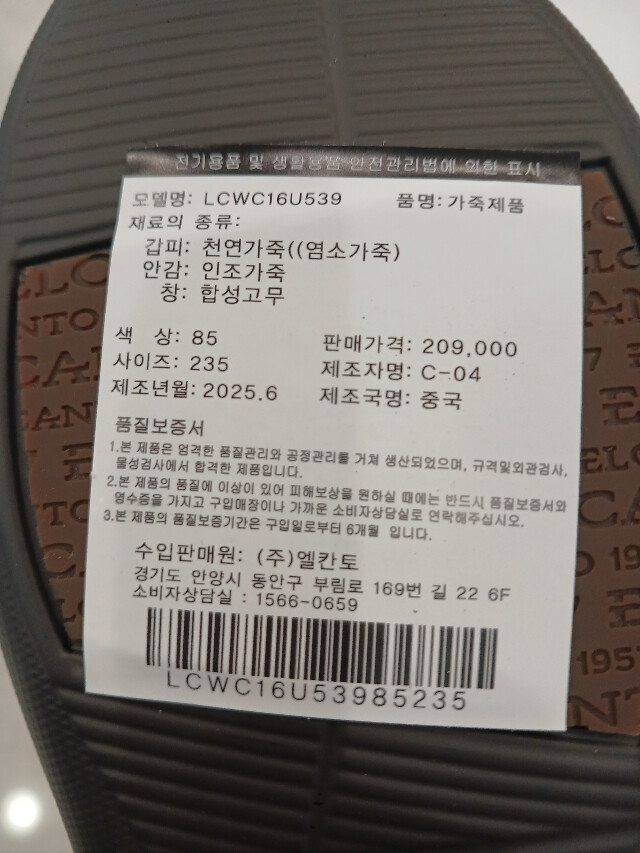 전기용품 및 생활용품 안전관리법에 의한 표시
모델명: LCWC16U539 품명: 가죽제품
재료의 종류:
갑피: 천연가죽((염소가죽)
안감: 인조가죽
창: 합성고무
색 상: 85 판매가격: 209,000
사이즈: 235 제조자명: C-04
제조년월: 2025.6 제조국명: 중국
품질보증서
1.본 제품은 엄격한 품질관리와 공정관리를 거쳐 생산되었으며, 규격및외관검사,
물성검사에서 합격한 제품입니다.
2.본 제품의 품질에 이상이 있어 피해보상을 원하실 때에는 반드시 품질보증서와
영수증을 가지고 구입매장이나 가까운 소비자상담실로 연락해주십시오.
3.본 제품의 품질보증기간은 구입일로부터 6개월 입니다.
수입판매원: (주)엘칸토
경기도 안양시 동안구 부림로 169번 길 22 6F
소비자상담실 : 1566-0659
LCWC16U53985235